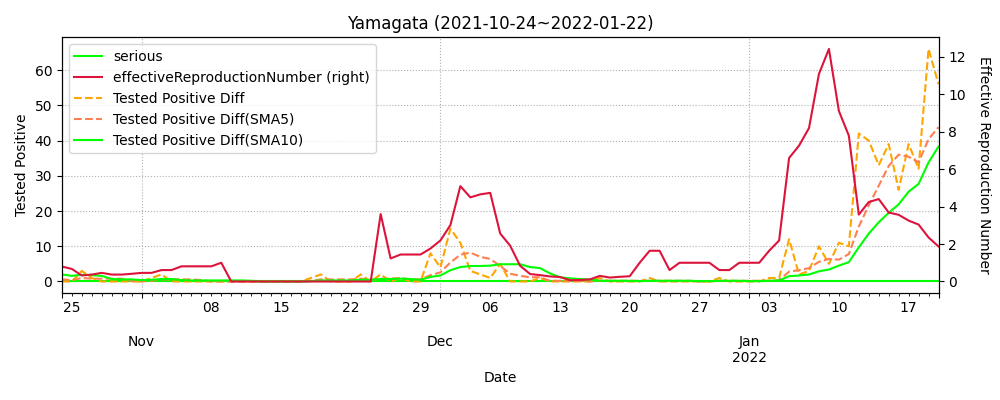 Yamagata (2021-10-24~2022-01-22)
serious
effectiveReproductionNumber (right)
Tested Positive Diff
Tested Positive Diff(SMA5)
Tested Positive Diff(SMA10)
Tested Positive
60
50
40
30
20
10
0
12
10
8
6
4
2
0
Effective Reproduction Number
25 08 15 22 29 06 13 20 27 03 10 17
Nov Dec Jan
2022
Date